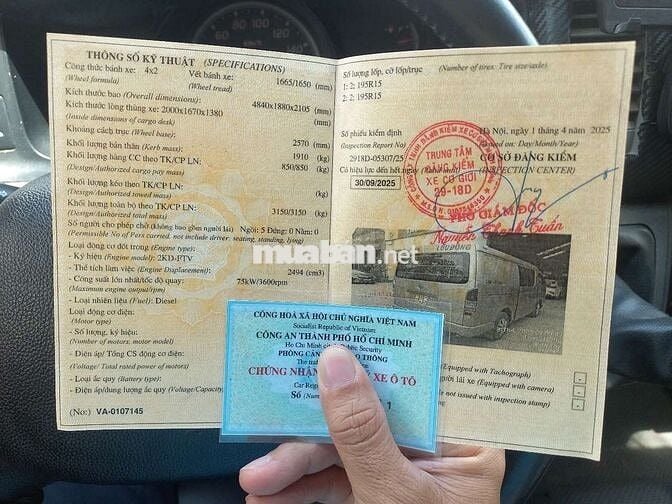 THÔNG SỐ KỸ THUẬT (SPECIFICATIONS)
Công thức bánh xe: 4x2 Vết bánh xe: 1665/1650 (mm)
(Wheel formula) (Wheel tread)
Kích thước bao (Overall dimensions): 4840x1880x2105 (mm)
Kích thước lòng thùng xe: 2000x1670x1380 (mm)
(Inside dimensions of cargo desk)
Khoảng cách trục (Wheel base): 2570 (mm)
Khối lượng bản thân (Kerb mass): 1910 (kg)
Khối lượng hàng CC theo TK/CP LN: 850/850 (kg)
(Design/Authorized cargo pay mass)
Khối lượng kéo theo TK/CP LN: (kg)
(Design/Authorized towed mass)
Khối lượng toàn bộ theo TK/CP LN: 3150/3150 (kg)
(Design/Authorized total mass)
Số người cho phép chở (không bao gồm người lái) Ngồi: 5 Đứng: 0 Nằm: 0
(Permissible No of Pers carried, not include driver: seating, standing, lying)
Loại động cơ đốt trong (Engine type):
- Ký hiệu (Engine model): 2KD-FTV
- Thể tích làm việc (Engine Displacement): 2494 (cm3)
- Công suất lớn nhất/tốc độ quay: 75kW/3600rpm
(Maximum engine output/rpm)
- Loại nhiên liệu (Fuel): Diesel
Loại động cơ điện:
(Motor type)
- Số lượng, ký hiệu:
(Number of motors, motor model)
- Điện áp/ Tổng CS động cơ điện:
(Voltage/ Total rated power of motors)
- Loại ắc quy (Battery type):
- Điện áp/dung lượng ắc quy (Voltage/Capacity)
(No:) VA-0107145
Số lượng lốp, cỡ lốp/trục (Number of tires: Tire size/axle)
1: 2: 195R15
2: 2: 195R15
Số phiếu kiểm định Hà Nội, ngày 1 tháng 4 năm 2025
(Inspection Report No) (Issued on: Day/Month/Year)
2918D-05307/25 CƠ SỞ ĐĂNG KIỂM
Có hiệu lực đến hết ngày (INSPECTION CENTER)
30/09/2025
TRUNG TÂM
ĐĂNG KIỂM
XE CƠ GIỚI
29-18D
PHÓ GIÁM ĐỐC
muaban.net
(Equipped with Tachograph)
(Equipped with camera)
not issued with inspection stamp)
CỘNG HOÀ XÃ HỘI CHỦ NGHĨA VIỆT NAM
Socialist Republic of Vietnam
CÔNG AN THÀNH PHỐ HỒ CHÍ MINH
Ho Chi Minh Public Security
CHỨNG NHẬN XE Ô TÔ
Car Reg
Số (Num 1